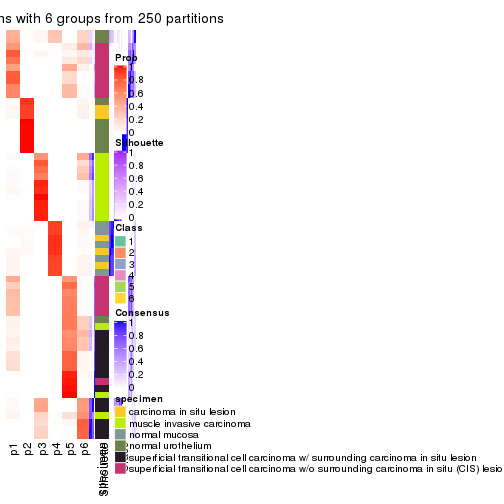 ns with 6 groups from 250 partitions
Prop
1
0.8
0.6
0.4
0.2
0
Silhouette
1
0.8
0.6
0.4
0.2
0
Class
1
2
3
4
5
6
Consensus
1
0.8
0.6
0.4
0.2
0
specimen
carcinoma in situ lesion
muscle invasive carcinoma
normal mucosa
normal urothelium
superficial transitional cell carcinoma w/ surrounding carcinoma in situ lesion
superficial transitional cell carcinoma w/o surrounding carcinoma in situ (CIS) lesio
p1
p2
p3
p4
p5
p6